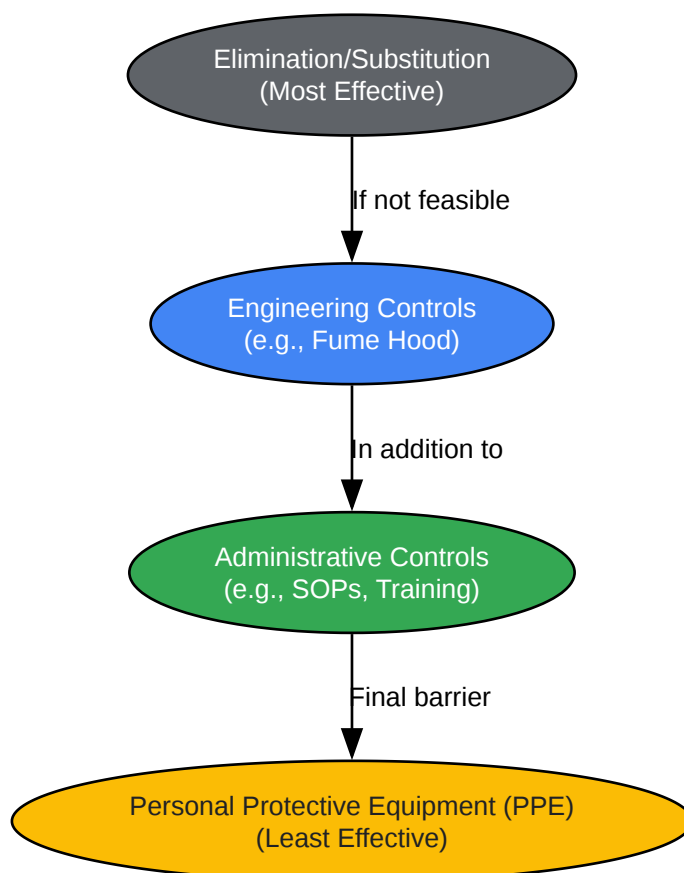 Elimination/Substitution
(Most Effective)
If not feasible
Engineering Controls
(e.g., Fume Hood)
In addition to
Administrative Controls
(e.g., SOPs, Training)
Final barrier
Personal Protective Equipment (PPE)
(Least Effective)